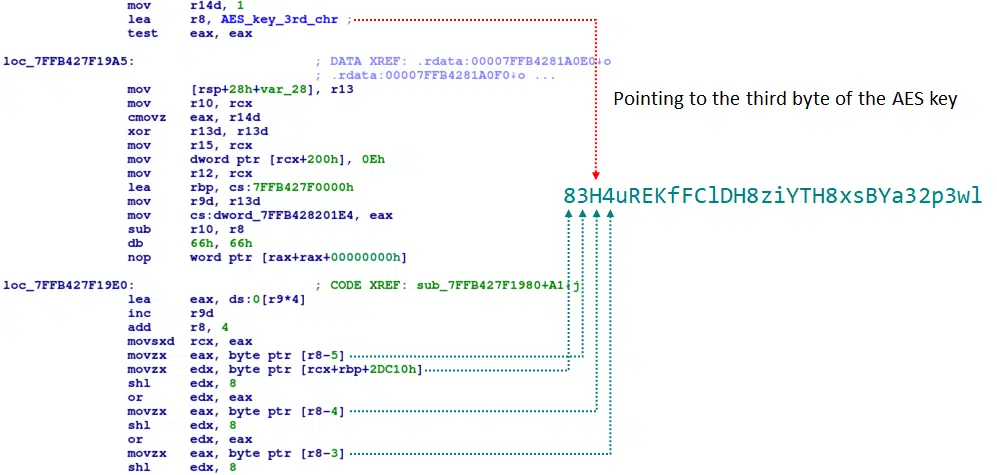 mov r14d, 1
lea r8, AES_key_3rd_chr ;
test eax, eax
loc_7FFB427F19A5: ; DATA XREF: .rdata:00007FFB4281A0E0↓o
; .rdata:00007FFB4281A0F0↓o ...
mov [rsp+28h+var_28], r13
mov r10, rcx
cmovz eax, r14d
xor r13d, r13d
mov r15, rcx
mov dword ptr [rcx+200h], 0Eh
mov r12, rcx
lea rbp, cs:7FFB427F0000h
mov r9d, r13d
mov cs:dword_7FFB428201E4, eax
sub r10, r8
db 66h, 66h
nop word ptr [rax+rax+00000000h]
loc_7FFB427F19E0: ; CODE XREF: sub_7FFB427F1980+A1↓j
lea eax, ds:0[r9*4]
inc r9d
add r8, 4
movsxd rcx, eax
movzx eax, byte ptr [r8-5]
movzx edx, byte ptr [rcx+rbp+2DC10h]
shl edx, 8
or edx, eax
movzx eax, byte ptr [r8-4]
shl edx, 8
or edx, eax
movzx eax, byte ptr [r8-3]
shl edx, 8
Pointing to the third byte of the AES key
83H4uREKfFClDH8ziYTH8xsBYa32p3wl